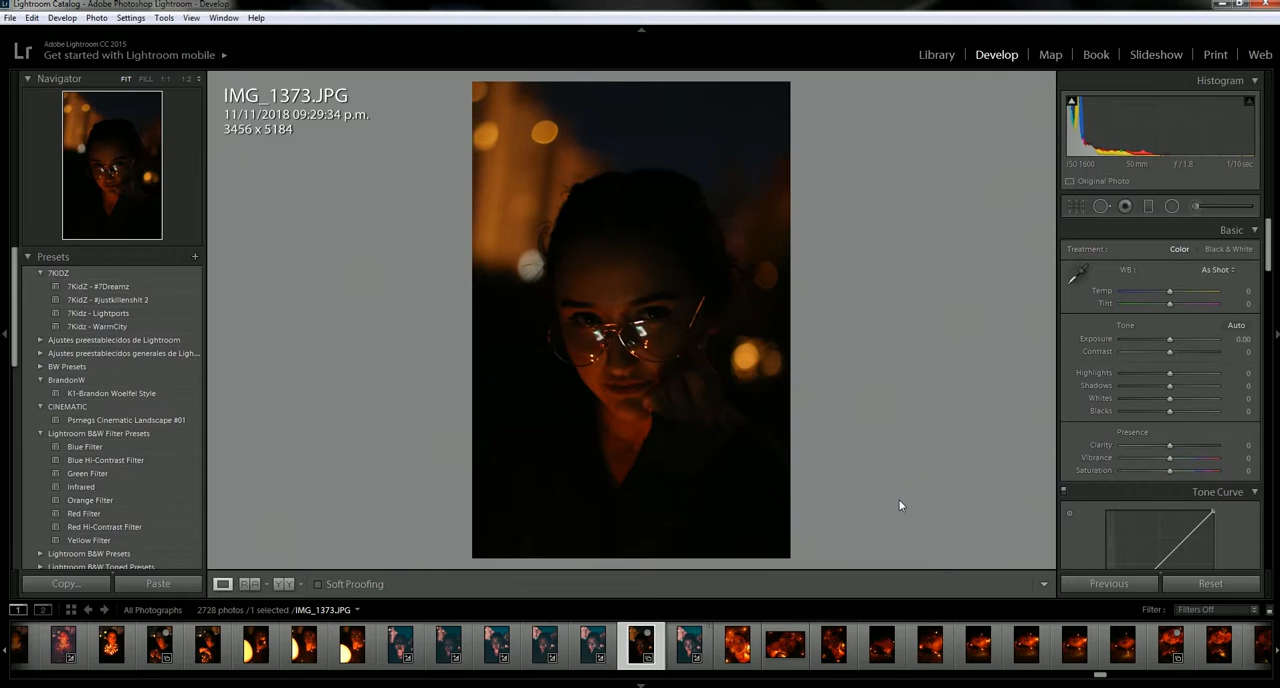 Lightroom Catalog - Adobe Photoshop Lightroom - Develop
File Edit Develop Photo Settings Tools View Window Help
Lr
Adobe Lightroom CC 2015
Get started with Lightroom mobile
Library Develop Map Book Slideshow Print Web
Navigator FIT FILL 1:1 1:2
Presets
7KIDZ
7KidZ - #7Dreamz
7KidZ - #justkillenshit 2
7Kidz - Lightports
7Kidz - WarmCity
Ajustes preestablecidos de Lightroom
Ajustes preestablecidos generales de Ligh...
BW Presets
BrandonW
K1-Brandon Woelfel Style
CINEMATIC
Psmegs Cinematic Landscape #01
Lightroom B&W Filter Presets
Blue Filter
Blue Hi-Contrast Filter
Green Filter
Infrared
Orange Filter
Red Filter
Red Hi-Contrast Filter
Yellow Filter
Lightroom B&W Presets
Lightroom B&W Toned Presets
Copy... Paste
IMG_1373.JPG
11/11/2018 09:29:34 p.m.
3456 x 5184
Soft Proofing
Histogram
ISO 1600 50 mm ƒ / 1.8 1/10 sec
Original Photo
Basic
Treatment : Color Black & White
WB : As Shot
Temp 0
Tint 0
Tone Auto
Exposure 0.00
Contrast 0
Highlights 0
Shadows 0
Whites 0
Blacks 0
Presence
Clarity 0
Vibrance 0
Saturation 0
Tone Curve
Previous Reset
1 2 All Photographs 2728 photos / 1 selected / IMG_1373.JPG Filter : Filters Off